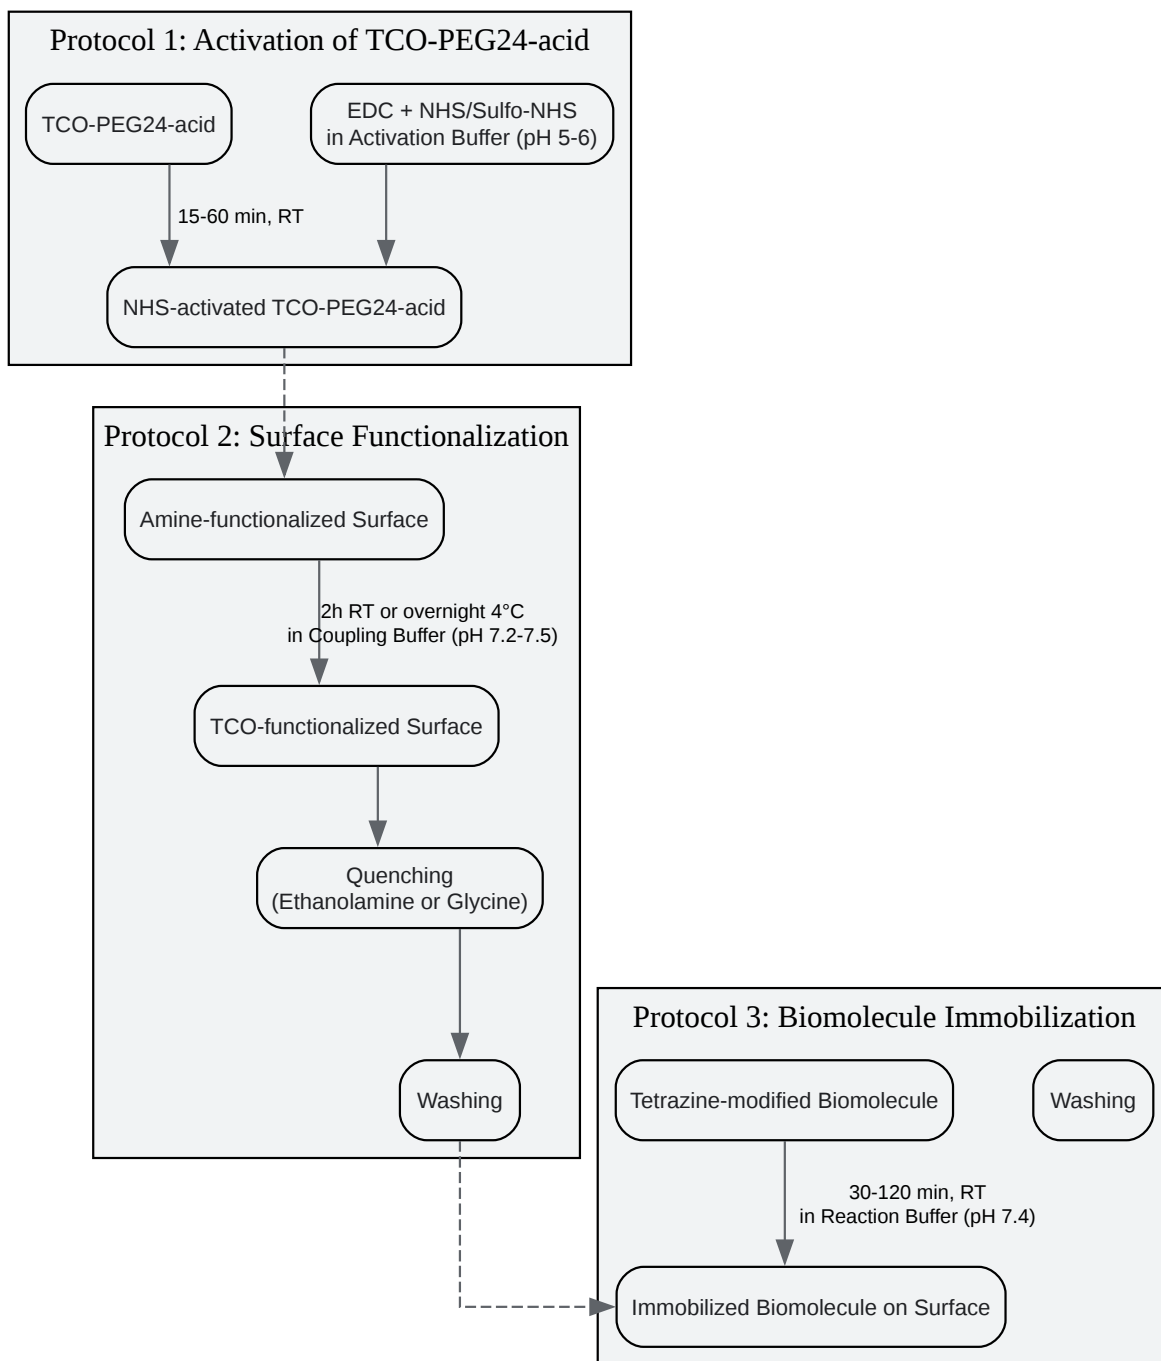 Protocol 1: Activation of TCO-PEG24-acid
TCO-PEG24-acid
EDC + NHS/Sulfo-NHS
in Activation Buffer (pH 5-6)
15-60 min, RT
NHS-activated TCO-PEG24-acid
Protocol 2: Surface Functionalization
Amine-functionalized Surface
2h RT or overnight 4°C
in Coupling Buffer (pH 7.2-7.5)
TCO-functionalized Surface
Quenching
(Ethanolamine or Glycine)
Washing
Protocol 3: Biomolecule Immobilization
Tetrazine-modified Biomolecule
Washing
30-120 min, RT
in Reaction Buffer (pH 7.4)
Immobilized Biomolecule on Surface